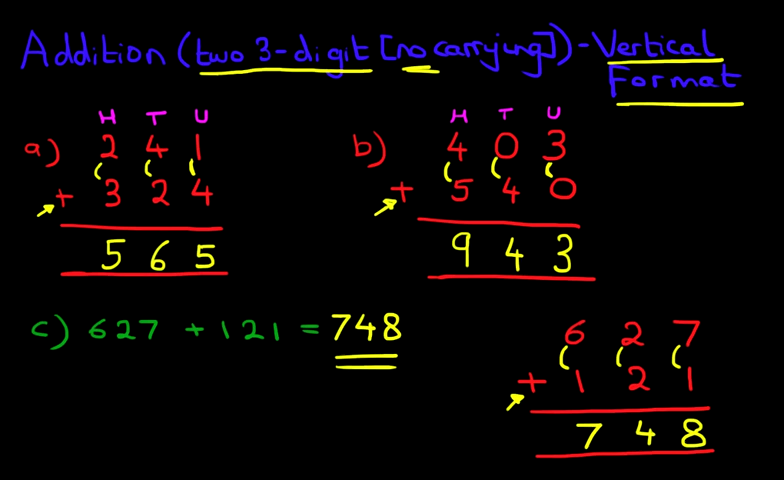 Addition (two 3-digit [no carrying]) - Vertical
Format
H T U
a) 2 4 1
+ 3 2 4
5 6 5
H T U
b) 4 0 3
+ 5 4 0
9 4 3
c) 627 + 121 = 748
6 2 7
+ 1 2 1
7 4 8